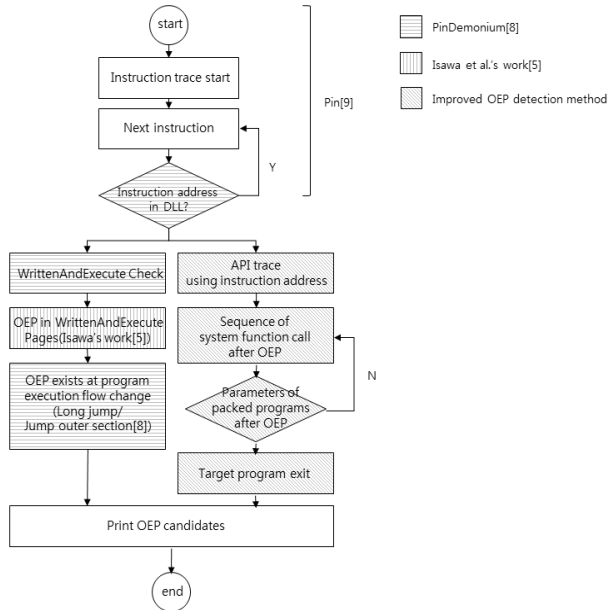 start
PinDemonium[8]
Isawa et al.'s work[5]
Improved OEP detection method
Instruction trace start
Pin[9]
Next instruction
Y
Instruction address
in DLL?
WrittenAndExecute Check
API trace
using instruction address
OEP in WrittenAndExecute
Pages(Isawa's work[5])
Sequence of
system function call
after OEP
OEP exists at program
execution flow change
(Long jump/
Jump outer section[8])
N
Parameters of
packed programs
after OEP
Target program exit
Print OEP candidates
end